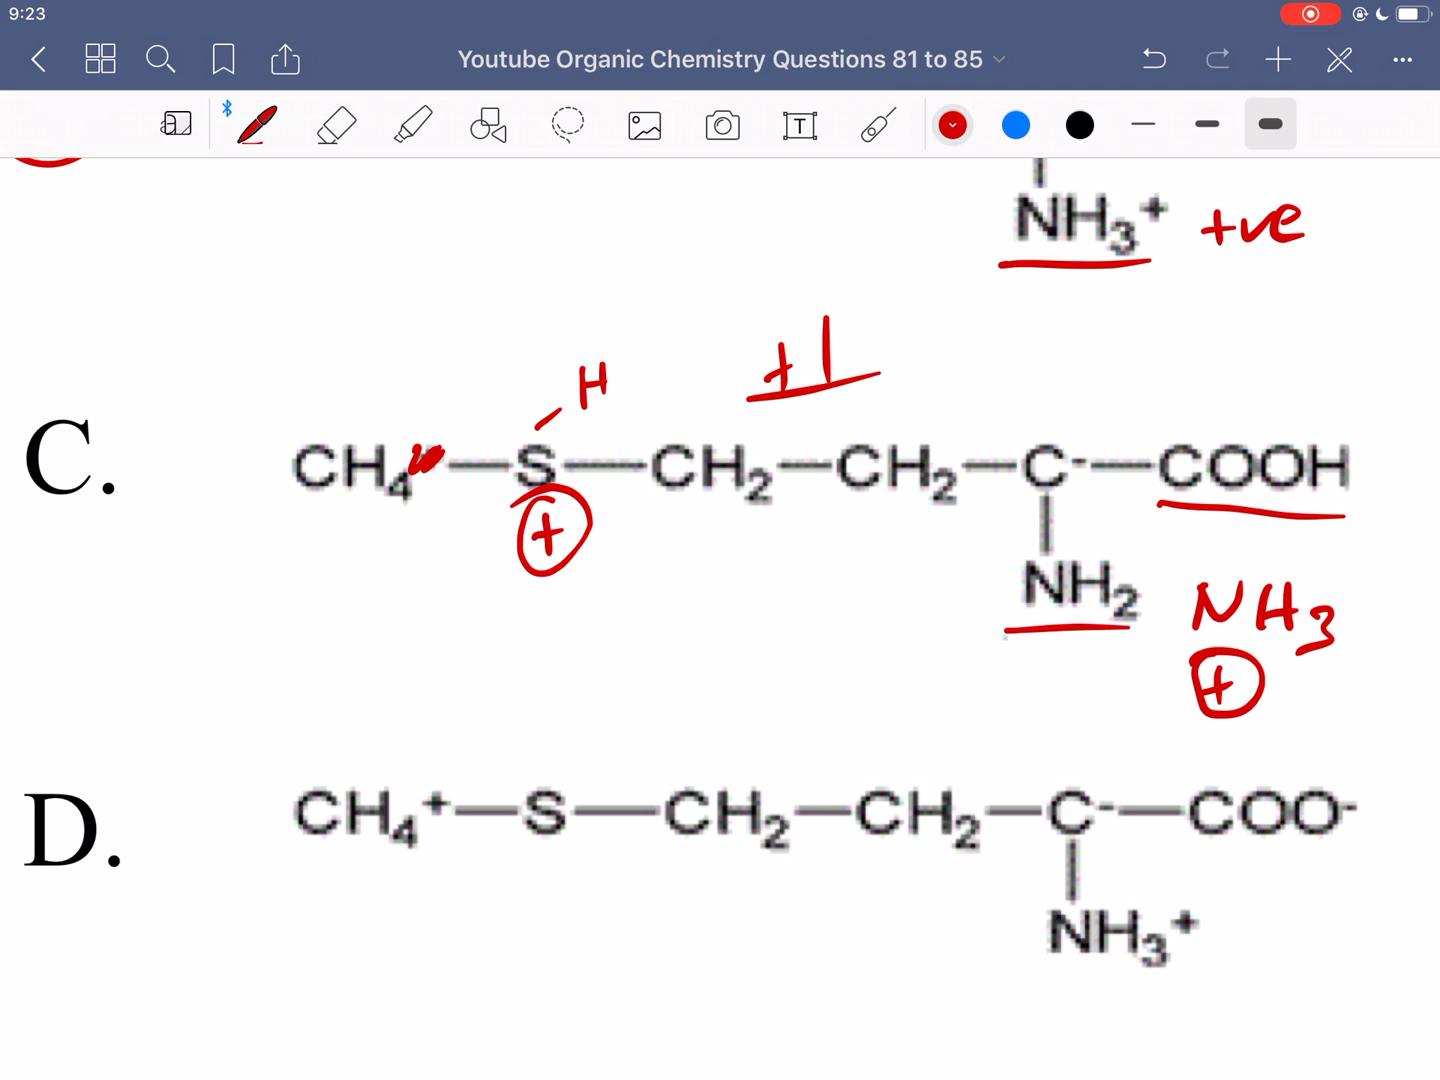 9:23
Youtube Organic Chemistry Questions 81 to 85
T
NH₃⁺ +ve
+1
H
C. CH₄ S CH₂ CH₂ C⁻ COOH
+
NH₂ NH₃
+
D. CH₄⁺ S CH₂ CH₂ C⁻ COO⁻
NH₃⁺